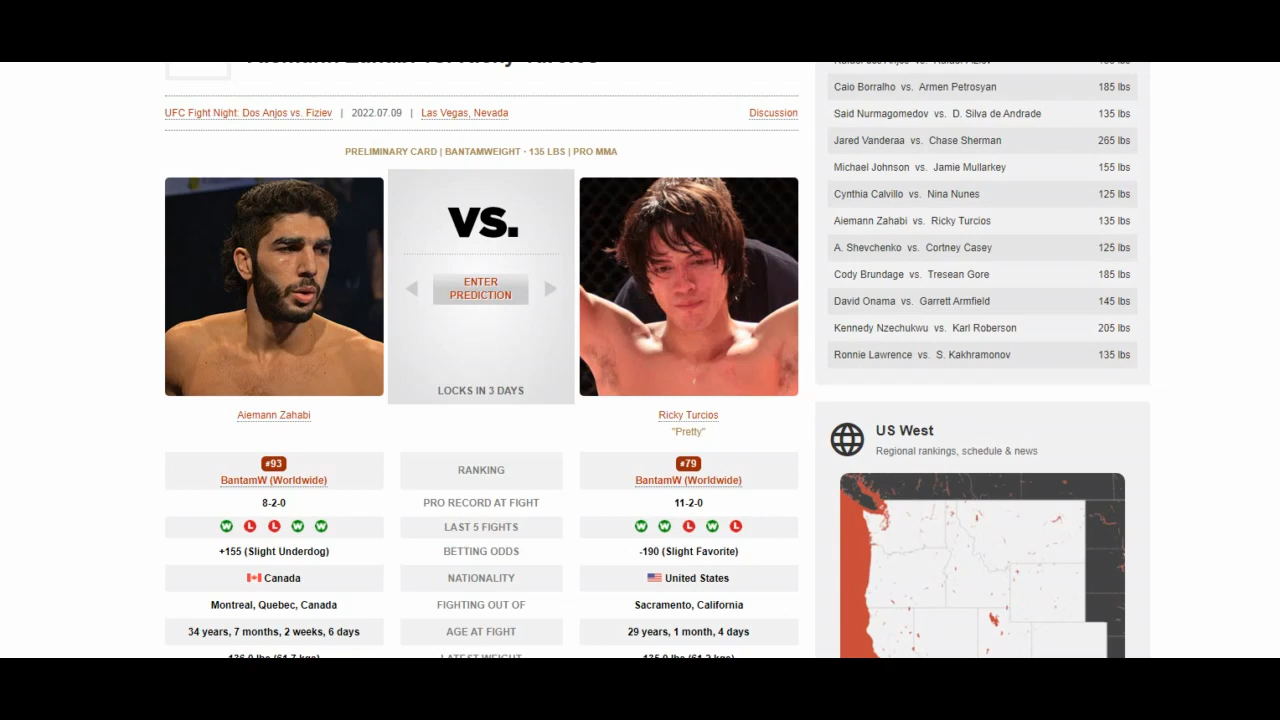 UFC Fight Night: Dos Anjos vs. Fiziev | 2022.07.09 | Las Vegas, Nevada Discussion
PRELIMINARY CARD | BANTAMWEIGHT · 135 LBS | PRO MMA
VS.
ENTER
PREDICTION
LOCKS IN 3 DAYS
Aiemann Zahabi
Ricky Turcios
"Pretty"
#93 RANKING #79
BantamW (Worldwide) BantamW (Worldwide)
8-2-0 PRO RECORD AT FIGHT 11-2-0
W L L W W LAST 5 FIGHTS W W L W L
+155 (Slight Underdog) BETTING ODDS -190 (Slight Favorite)
Canada NATIONALITY United States
Montreal, Quebec, Canada FIGHTING OUT OF Sacramento, California
34 years, 7 months, 2 weeks, 6 days AGE AT FIGHT 29 years, 1 month, 4 days
Caio Borralho vs. Armen Petrosyan 185 lbs
Said Nurmagomedov vs. D. Silva de Andrade 135 lbs
Jared Vanderaa vs. Chase Sherman 265 lbs
Michael Johnson vs. Jamie Mullarkey 155 lbs
Cynthia Calvillo vs. Nina Nunes 125 lbs
Aiemann Zahabi vs. Ricky Turcios 135 lbs
A. Shevchenko vs. Cortney Casey 125 lbs
Cody Brundage vs. Tresean Gore 185 lbs
David Onama vs. Garrett Armfield 145 lbs
Kennedy Nzechukwu vs. Karl Roberson 205 lbs
Ronnie Lawrence vs. S. Kakhramonov 135 lbs
US West
Regional rankings, schedule & news